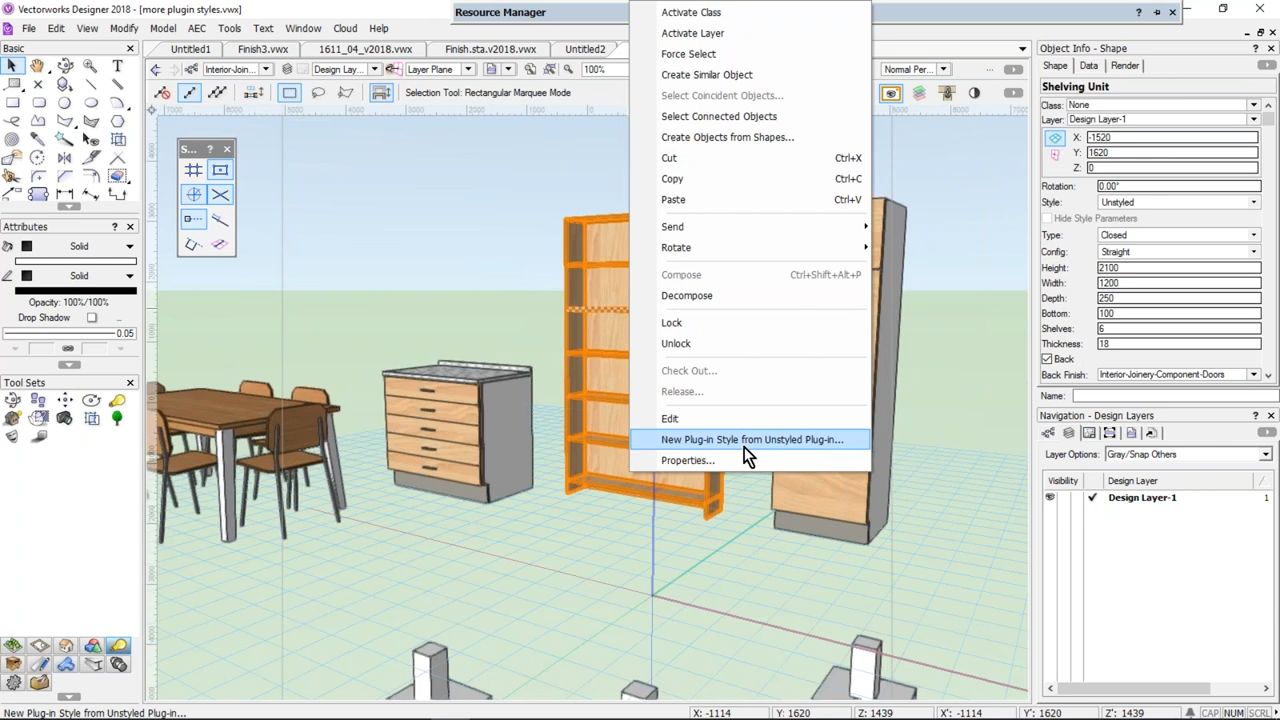 Vectorworks Designer 2018 - [more plugin styles.vwx]
File Edit View Modify Model AEC Tools Text Window Cloud Help
Resource Manager
Untitled1 Finish3.vwx 1611_04_v2018.vwx Finish.sta.v2018.vwx Untitled2
Interior-Join... Design Lay... Layer Plane 100% Normal Per... ...
Selection Tool: Rectangular Marquee Mode
Basic
S... ?
Attributes ?
Solid
Solid
Opacity: 100%/100%
Drop Shadow ...
0.05
Tool Sets
Activate Class
Activate Layer
Force Select
Create Similar Object
Select Coincident Objects...
Select Connected Objects
Create Objects from Shapes...
Cut Ctrl+X
Copy Ctrl+C
Paste Ctrl+V
Send
Rotate
Compose Ctrl+Shift+Alt+P
Decompose
Lock
Unlock
Check Out...
Release...
Edit
New Plug-in Style from Unstyled Plug-in...
Properties...
Object Info - Shape
Shape Data Render
Shelving Unit
Class: None
Layer: Design Layer-1
X: -1520
Y: 1620
Z: 0
Rotation: 0.00°
Style: Unstyled
Hide Style Parameters
Type: Closed
Config: Straight
Height: 2100
Width: 1200
Depth: 250
Bottom: 100
Shelves: 6
Thickness: 18
Back
Back Finish: Interior-Joinery-Component-Doors
Name:
Navigation - Design Layers
Layer Options: Gray/Snap Others
Visibility Design Layer /
Design Layer-1 1
New Plug-in Style from Unstyled Plug-in...
X: -1114 Y: 1620 Z: 1439 X': -1114 Y': 1620 Z': 1439 CAP NUM SCRL